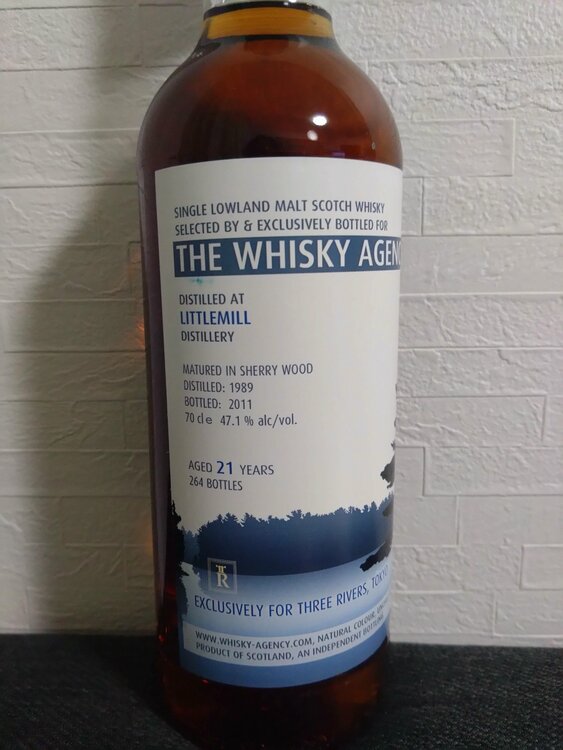 SINGLE LOWLAND MALT SCOTCH WHISKY
SELECTED BY & EXCLUSIVELY BOTTLED FOR
THE WHISKY AGENC
DISTILLED AT
LITTLEMILL
DISTILLERY
MATURED IN SHERRY WOOD
DISTILLED: 1989
BOTTLED: 2011
70 cl e 47.1 % alc/vol.
AGED 21 YEARS
264 BOTTLES
R
EXCLUSIVELY FOR THREE RIVERS, TOKYO
WWW.WHISKY-AGENCY.COM, NATURAL COLOUR,
PRODUCT OF SCOTLAND, AN INDEPENDENT BOTTLING